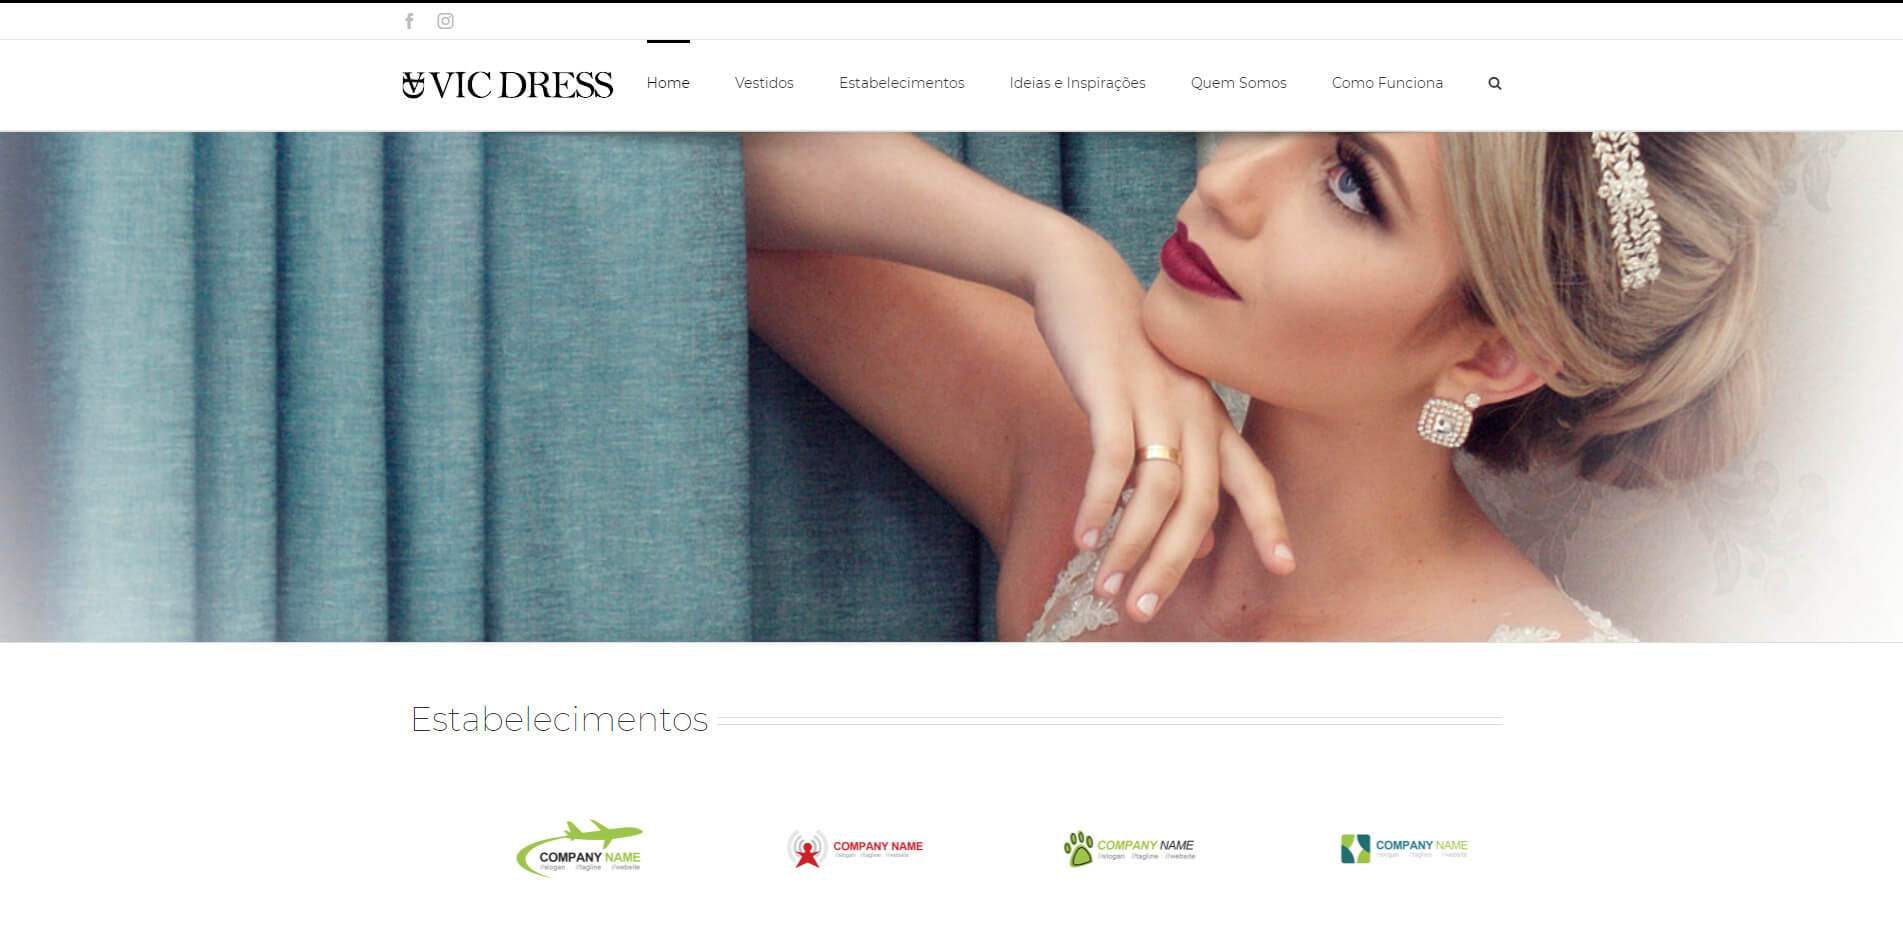 VIC DRESS
Home
Vestidos
Estabelecimentos
Ideias e Inspirações
Quem Somos
Como Funciona
Estabelecimentos
COMPANY NAME
//slogan //tagline //website
COMPANY NAME
//slogan //tagline //website
COMPANY NAME
//slogan //tagline //website
COMPANY NAME
//slogan //tagline //website